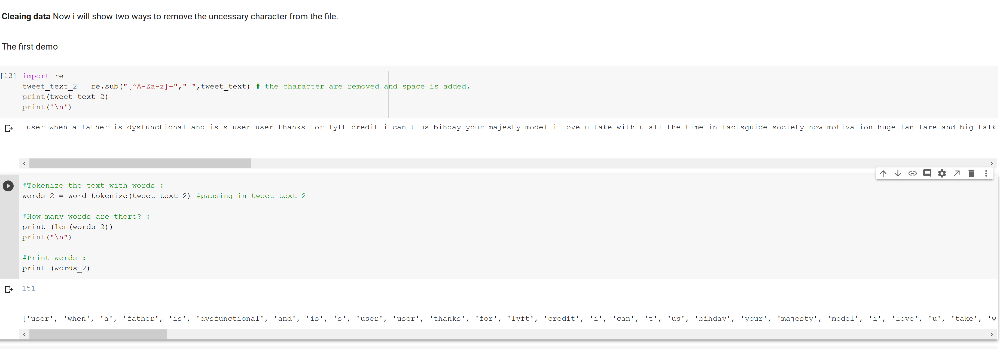 Cleaing data Now i will show two ways to remove the uncessary character from the file.
The first demo
[13] import re
tweet_text_2 = re.sub("[^A-Za-z]+"," ",tweet_text) # the character are removed and space is added.
print(tweet_text_2)
print('\n')
user when a father is dysfunctional and is s user user thanks for lyft credit i can t us bihday your majesty model i love u take with u all the time in factsguide society now motivation huge fan fare and big talk
#Tokenize the text with words :
words_2 = word_tokenize(tweet_text_2) #passing in tweet_text_2
#How many words are there? :
print (len(words_2))
print("\n")
#Print words :
print (words_2)
151
['user', 'when', 'a', 'father', 'is', 'dysfunctional', 'and', 'is', 's', 'user', 'user', 'thanks', 'for', 'lyft', 'credit', 'i', 'can', 't', 'us', 'bihday', 'your', 'majesty', 'model', 'i', 'love', 'u', 'take', 'w